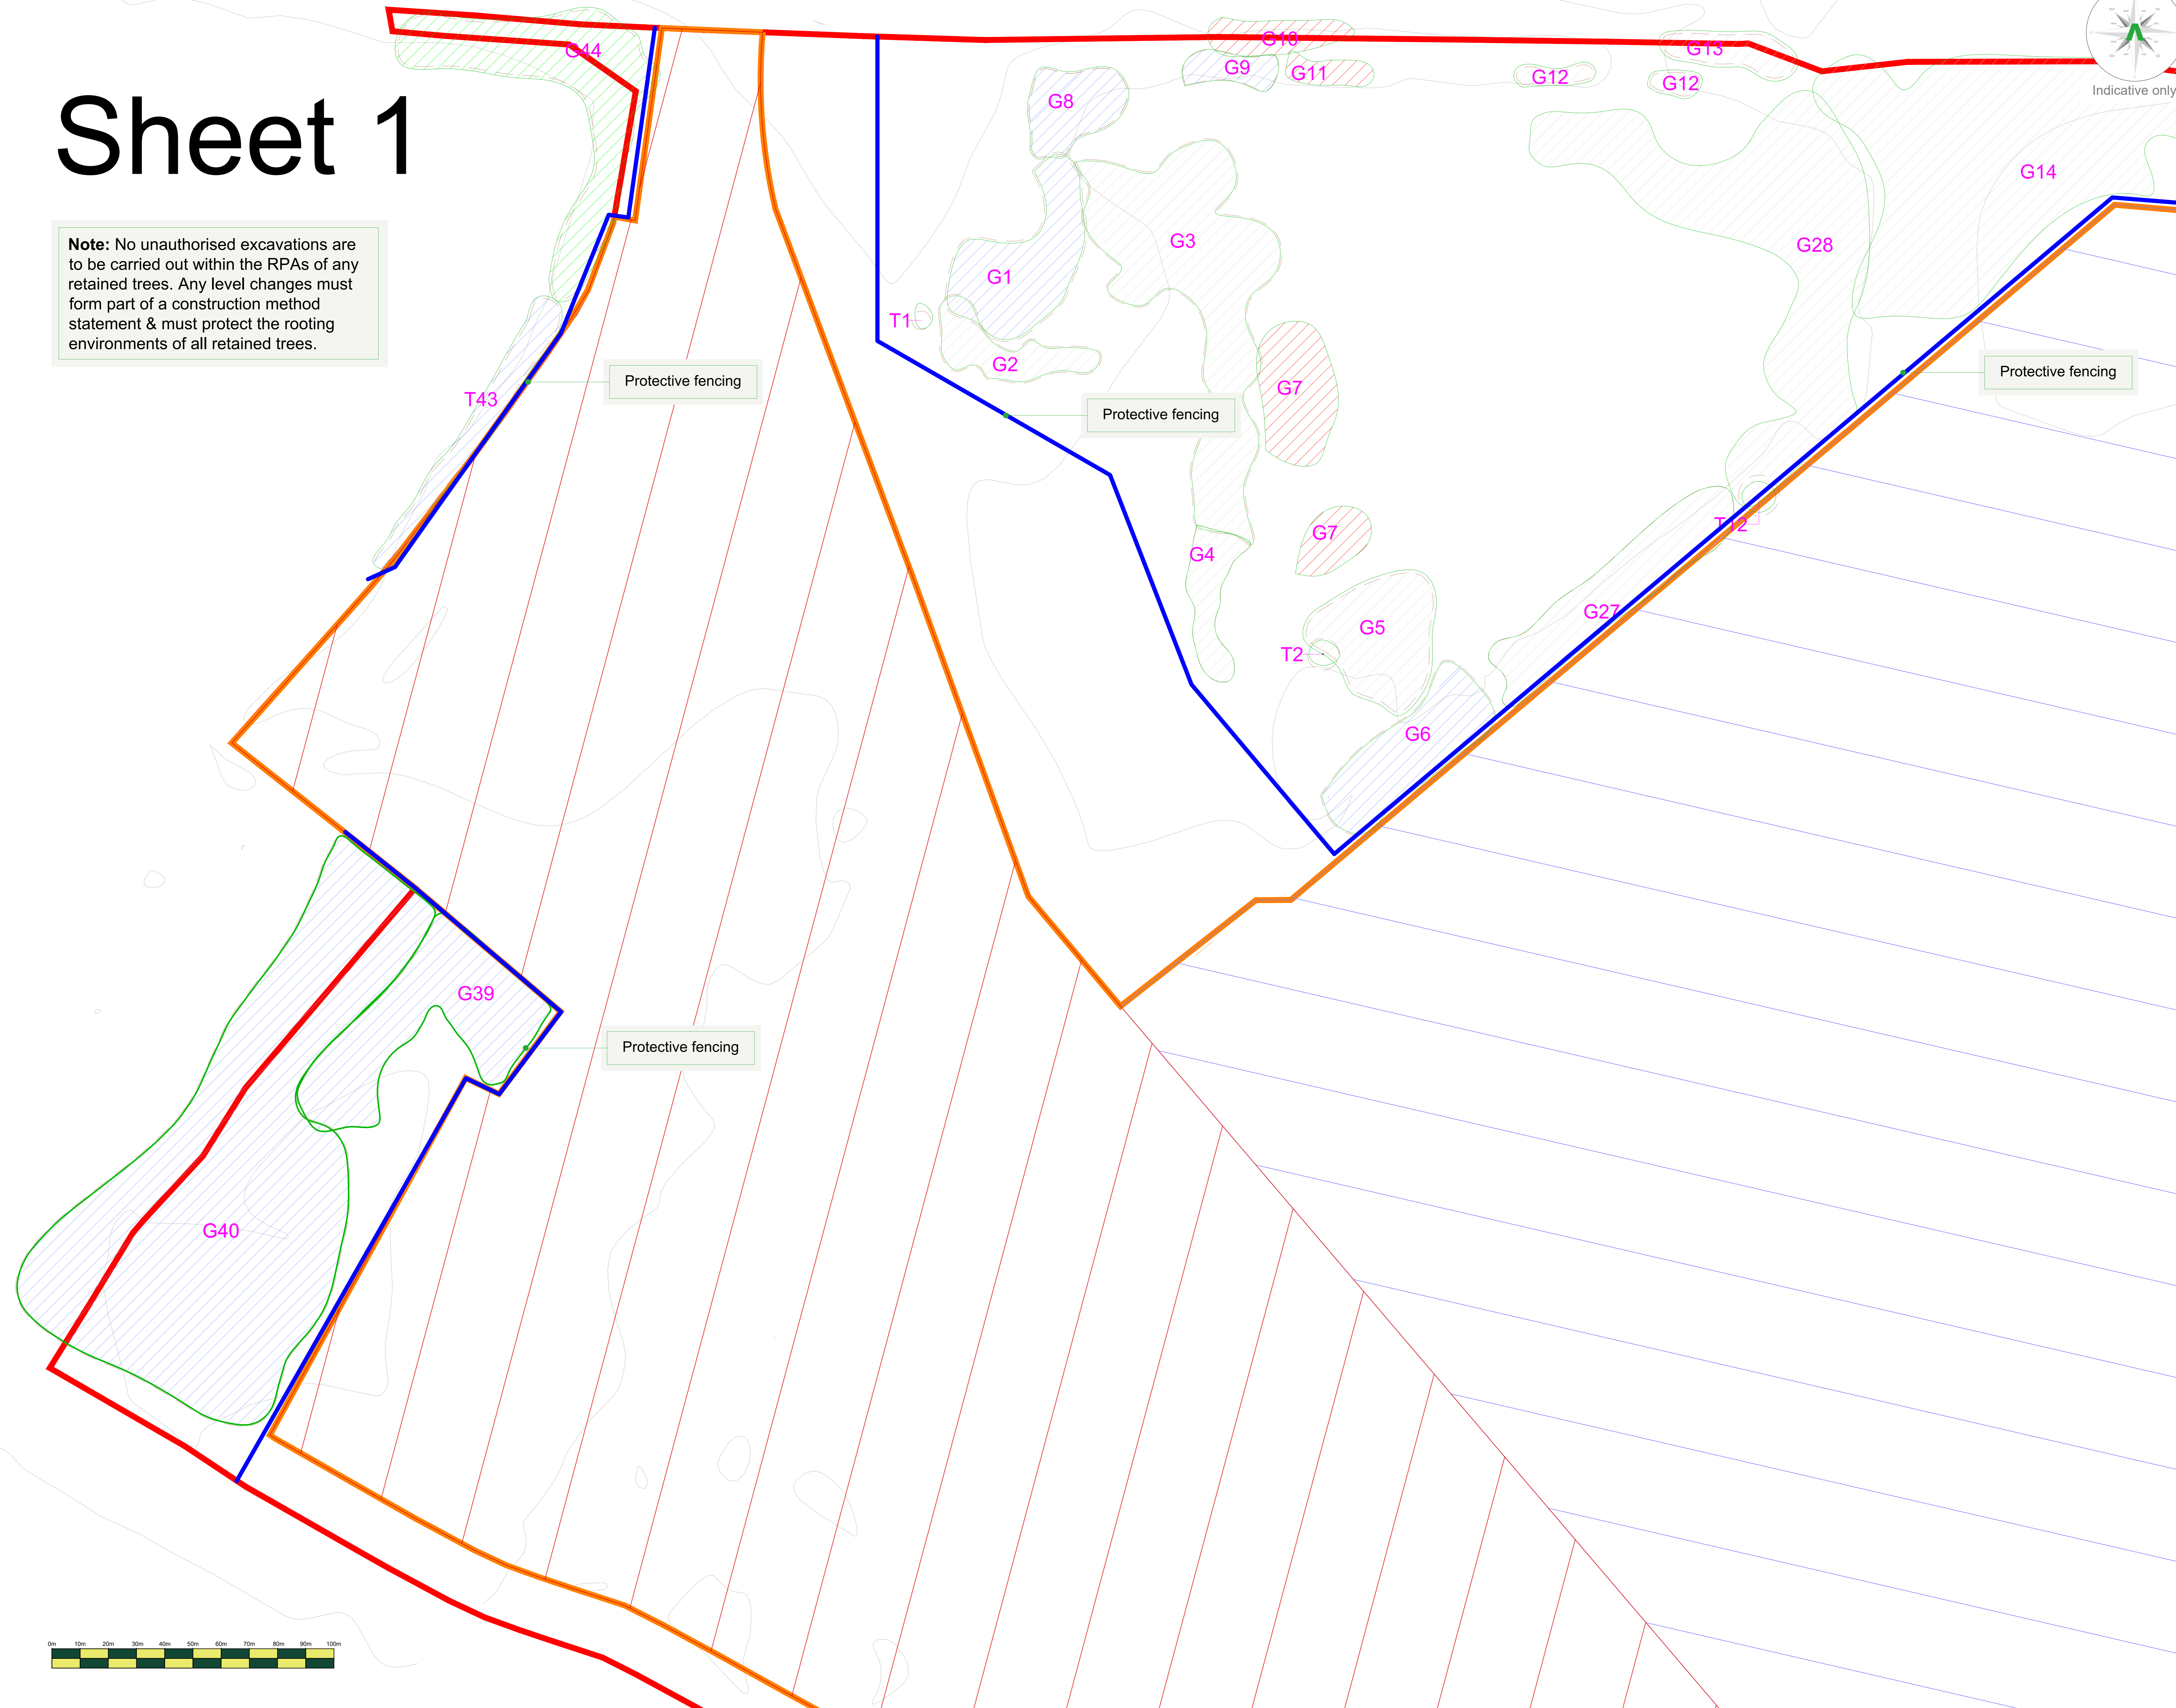 Sheet 1
Note: No unauthorised excavations are
to be carried out within the RPAs of any
retained trees. Any level changes must
form part of a construction method
statement & must protect the rooting
environments of all retained trees.
Indicative only
G44
G10
G13
G9
G11
G12
G12
G8
G14
G3
G28
G1
T1
G2
Protective fencing
T43
G7
Protective fencing
Protective fencing
G7
T12
G4
G27
G5
T2
G6
G39
Protective fencing
G40
0m 10m 20m 30m 40m 50m 60m 70m 80m 90m 100m